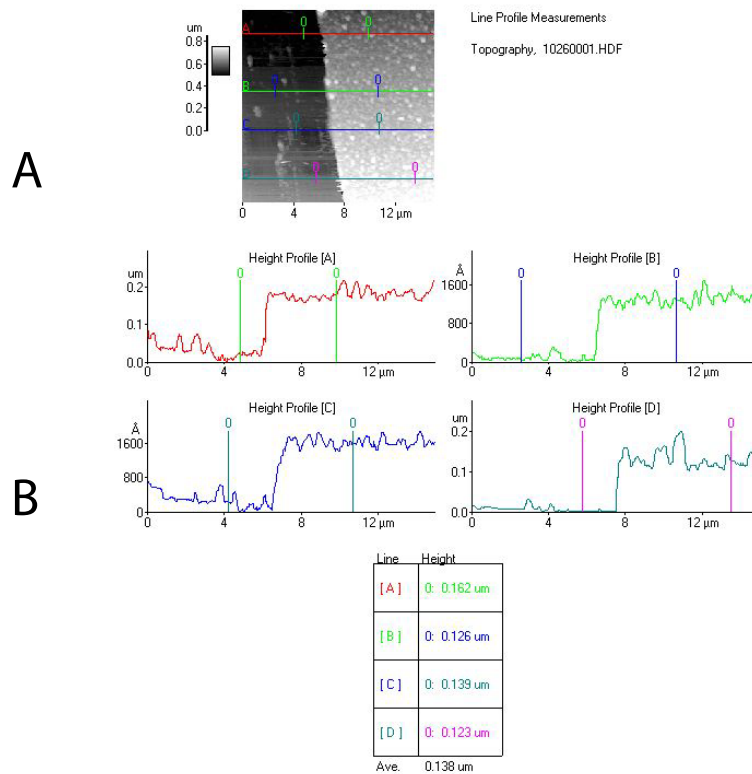 um
0.8
0.6
0.4
0.2
0.0
A
B
C
D
0 0
0 0
0 0
0 0
0 4 8 12 µm
Line Profile Measurements
Topography, 10260001.HDF
A
Height Profile [A]
um
0.2
0.1
0.0
0 0
0 4 8 12 µm
Height Profile [B]
Å
1600
800
0
0 0
0 4 8 12 µm
Height Profile [C]
Å
1600
800
0
0 0
0 4 8 12 µm
Height Profile [D]
um
0.2
0.1
0.0
0 0
0 4 8 12 µm
B
Line Height
[ A ] 0: 0.162 um
[ B ] 0: 0.126 um
[ C ] 0: 0.139 um
[ D ] 0: 0.123 um
Ave. 0.138 um